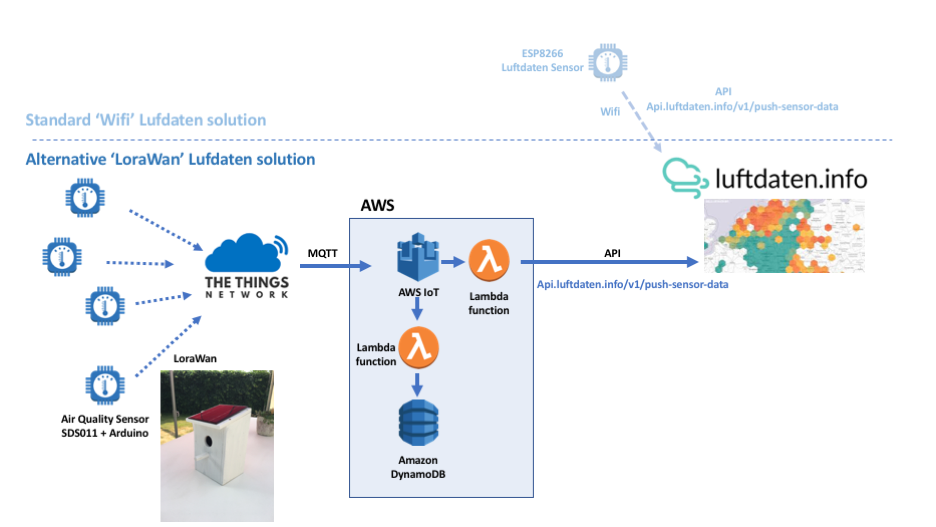 ESP8266
Luftdaten Sensor
API
Api.luftdaten.info/v1/push-sensor-data
Wifi
Standard ‘Wifi’ Lufdaten solution
Alternative ‘LoraWan’ Lufdaten solution
luftdaten.info
AWS
MQTT
API
THE THINGS
NETWORK
AWS IoT
Lambda
function
Api.luftdaten.info/v1/push-sensor-data
Lambda
function
LoraWan
Air Quality Sensor
SDS011 + Arduino
Amazon
DynamoDB